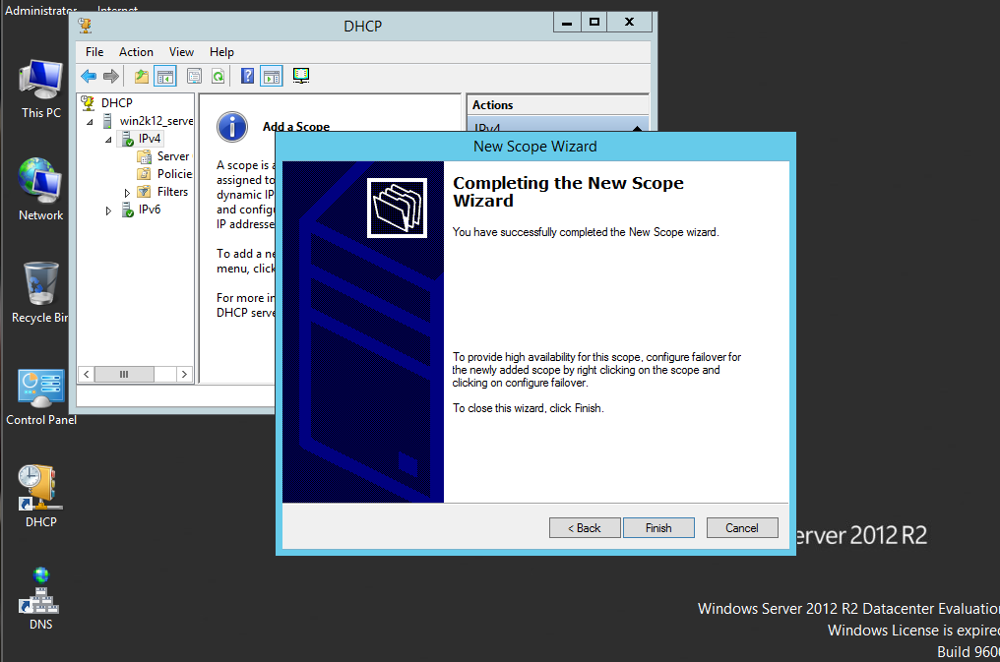 Administrator
Internet
DHCP
File Action View Help
This PC
Network
Recycle Bin
Control Panel
DHCP
DNS
DHCP
win2k12_serve
IPv4
Server
Policie
Filters
IPv6
Add a Scope
A scope is a
assigned to
dynamic IP
and config
IP addresse
To add a ne
menu, click
For more in
DHCP serve
Actions
IPv4
New Scope Wizard
Completing the New Scope
Wizard
You have successfully completed the New Scope wizard.
To provide high availability for this scope, configure failover for
the newly added scope by right clicking on the scope and
clicking on configure failover.
To close this wizard, click Finish.
< Back Finish Cancel
erver 2012 R2
Windows Server 2012 R2 Datacenter Evaluation
Windows License is expired
Build 9600